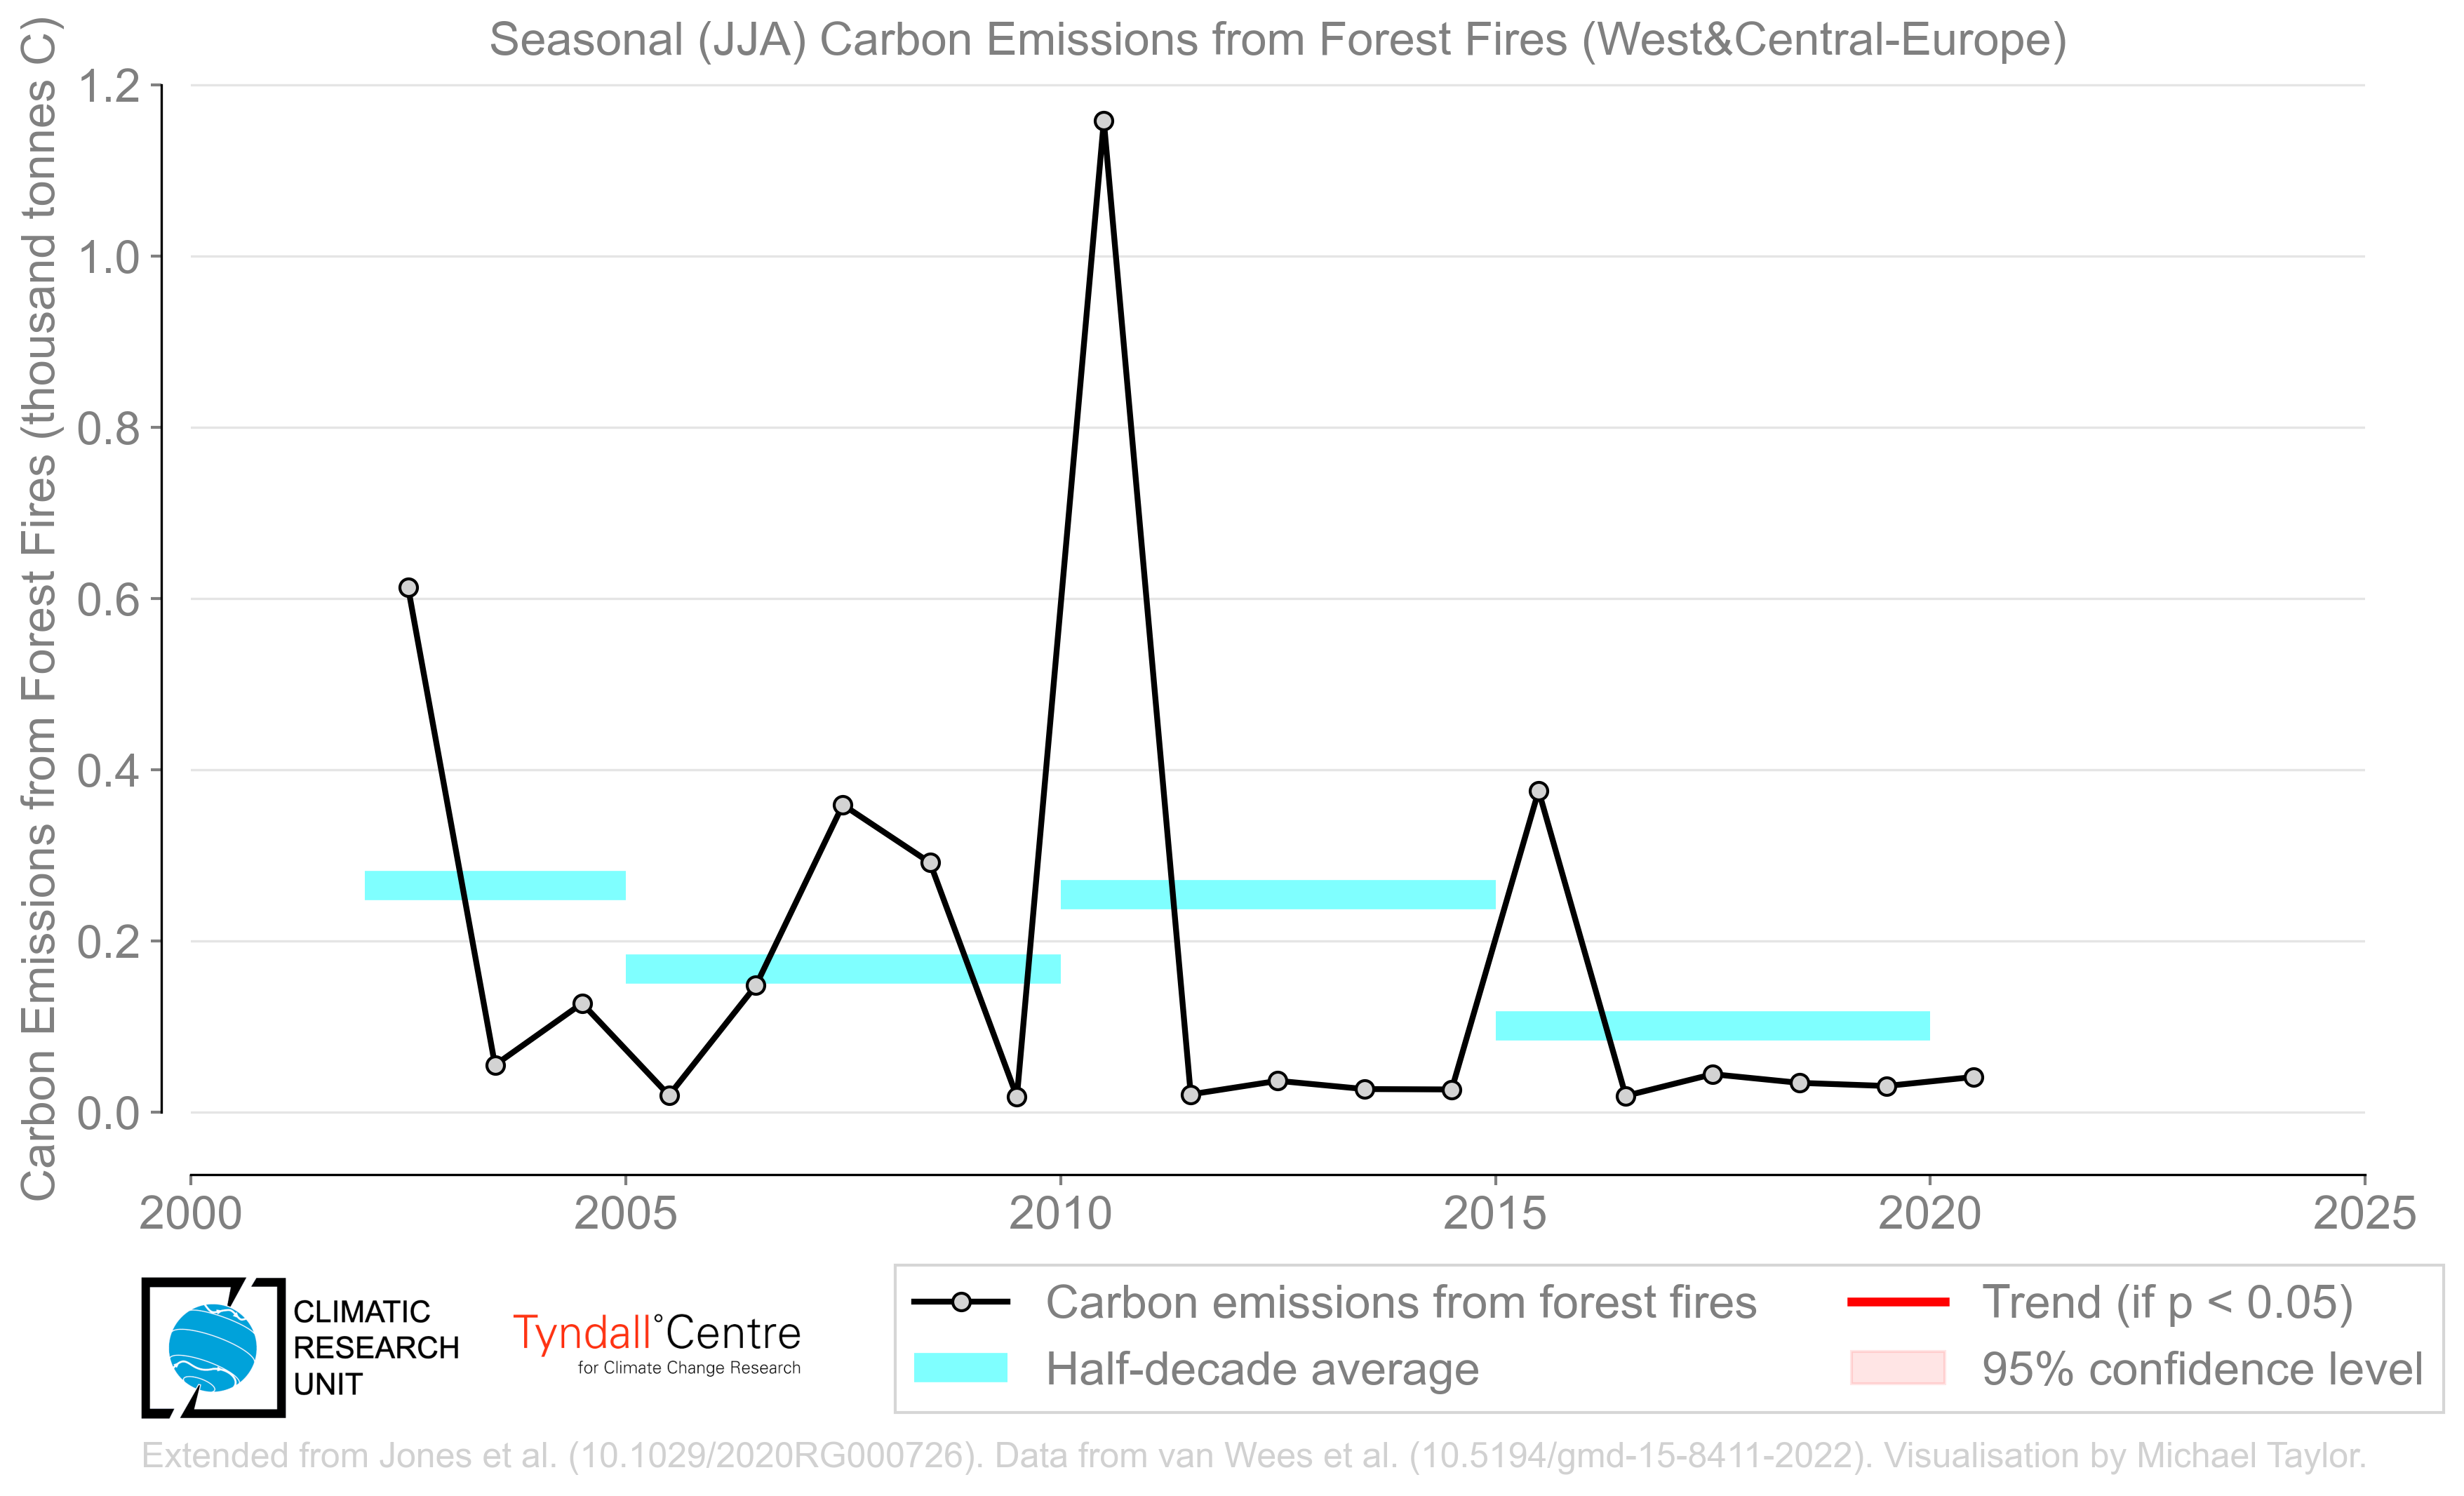 Seasonal (JJA) Carbon Emissions from Forest Fires (West&Central-Europe)
Carbon Emissions from Forest Fires (thousand tonnes C)
1.2
1.0
0.8
0.6
0.4
0.2
0.0
2000 2005 2010 2015 2020 2025
CLIMATIC
RESEARCH
UNIT
Tyndall°Centre
for Climate Change Research
Carbon emissions from forest fires
Half-decade average
Trend (if p < 0.05)
95% confidence level
Extended from Jones et al. (10.1029/2020RG000726). Data from van Wees et al. (10.5194/gmd-15-8411-2022). Visualisation by Michael Taylor.